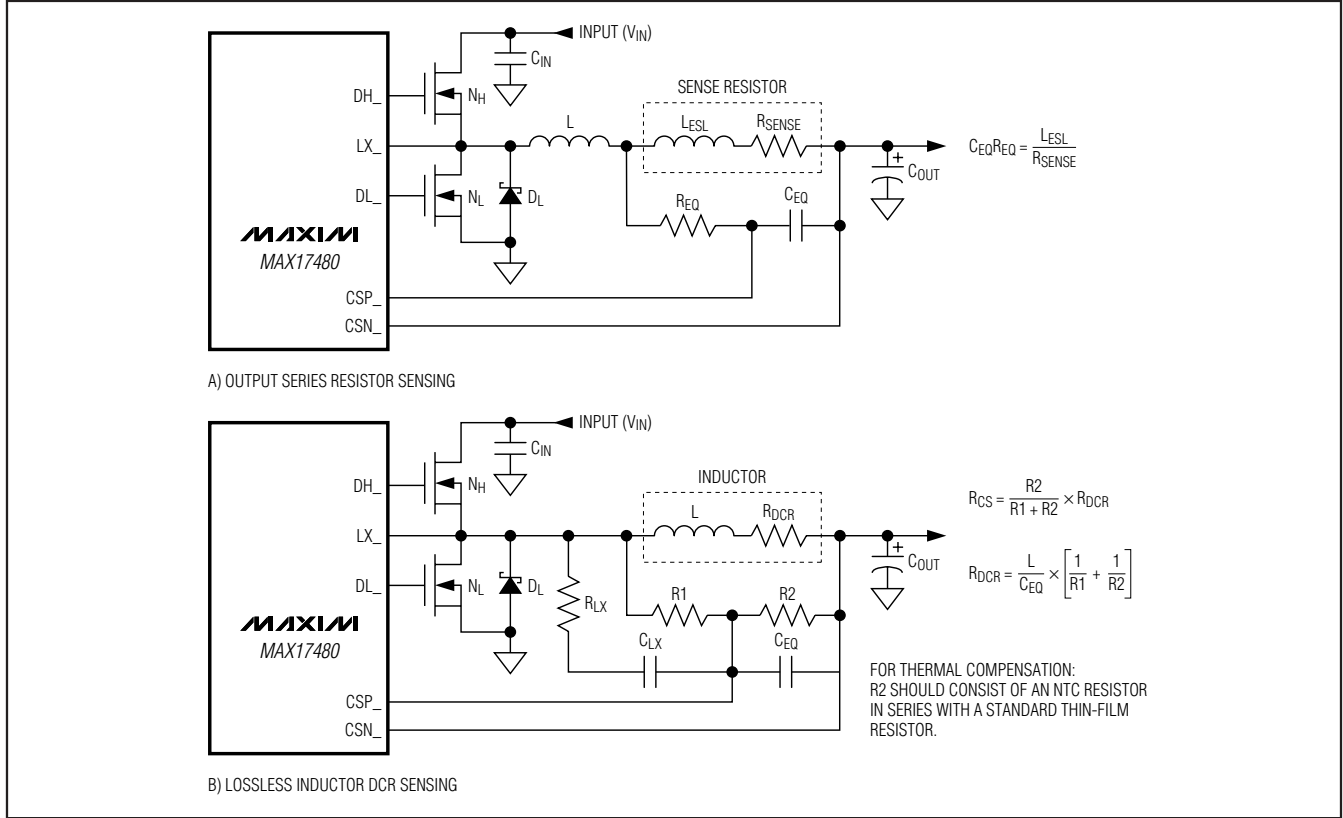 INPUT (VIN)
CIN
DH_
NH
SENSE RESISTOR
LX_
L
LESL
RSENSE
CEQREQ = LESL / RSENSE
+
COUT
DL_
NL
DL
REQ
CEQ
MAXIM
MAX17480
CSP_
CSN_
A) OUTPUT SERIES RESISTOR SENSING
INPUT (VIN)
CIN
DH_
NH
INDUCTOR
LX_
L
RDCR
RCS = R2 / R1 + R2 × RDCR
+
COUT
RDCR = L / CEQ × [1 / R1 + 1 / R2]
DL_
NL
DL
RLX
R1
R2
CLX
CEQ
MAXIM
MAX17480
CSP_
CSN_
FOR THERMAL COMPENSATION:
R2 SHOULD CONSIST OF AN NTC RESISTOR
IN SERIES WITH A STANDARD THIN-FILM
RESISTOR.
B) LOSSLESS INDUCTOR DCR SENSING